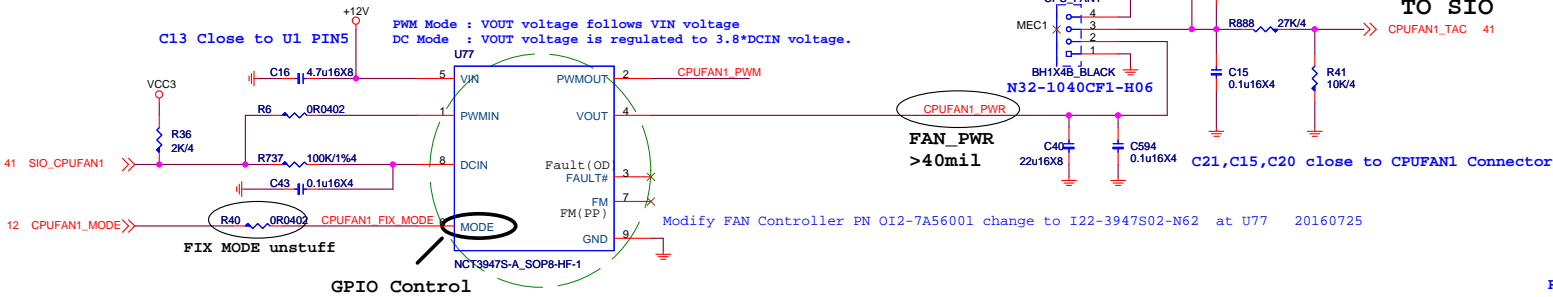 +12V
PWM Mode : VOUT voltage follows VIN voltage
DC Mode : VOUT voltage is regulated to 3.8*DCIN voltage.
C13 Close to U1 PIN5
U77
C16 4.7u16X8
5 VIN
PWMOUT 2 CPUFAN1_PWM
VCC3
R6 0R0402
1 PWMIN
VOUT 4 CPUFAN1_PWR
R36
2K/4
FAN_PWR
>40mil
41 SIO_CPUFAN1
R737 100K/1%4
8 DCIN
Fault(OD)
FAULT# 3
C43 0.1u16X4
FM 7
FM(PP)
12 CPUFAN1_MODE
R40 0R0402 CPUFAN1_FIX_MODE
MODE
GND 9
FIX MODE unstuff
NCT3947S-A_SOP8-HF-1
GPIO Control
MEC1
4
3
2
1
BH1X4B_BLACK
N32-1040CF1-H06
TO SIO
R888 27K/4
CPUFAN1_TAC 41
C15
0.1u16X4
R41
10K/4
C40
22u16X8
C594
0.1u16X4
C21,C15,C20 close to CPUFAN1 Connector
Modify FAN Controller PN OI2-7A56001 change to I22-3947S02-N62 at U77 20160725